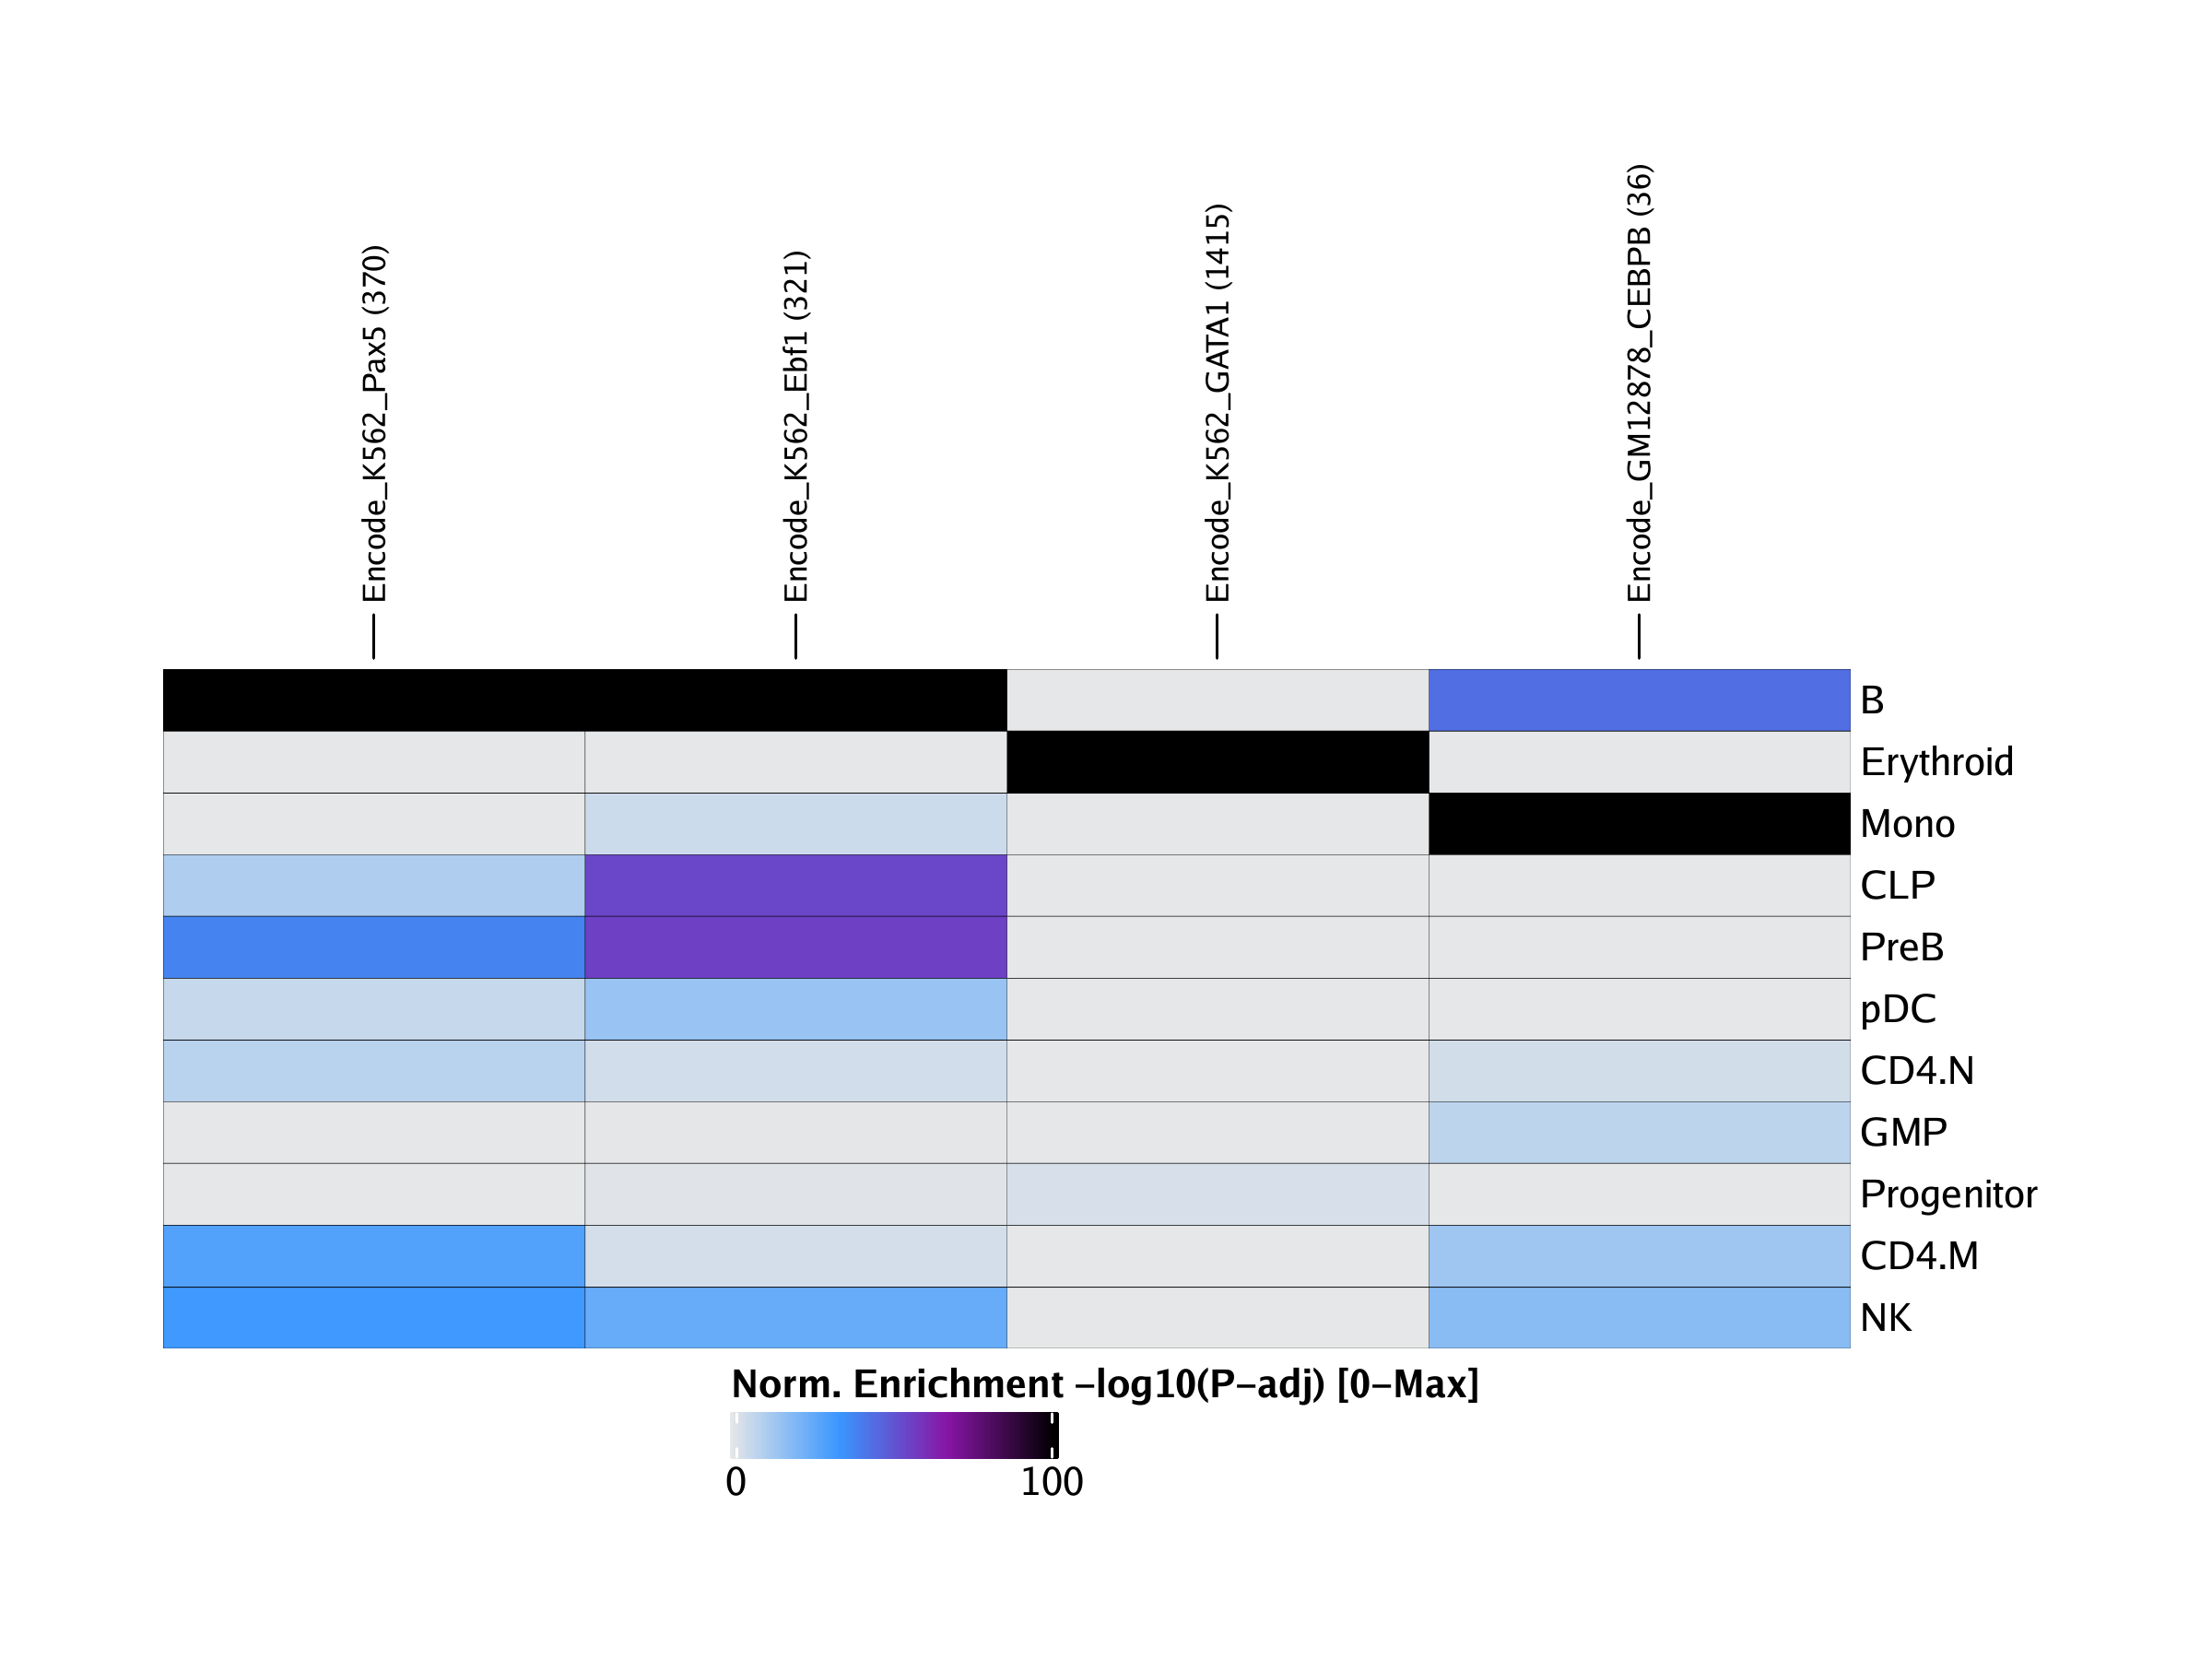 Encode_K562_Pax5 (370)
Encode_K562_Ebf1 (321)
Encode_K562_GATA1 (1415)
Encode_GM12878_CEBPB (36)
B
Erythroid
Mono
CLP
PreB
pDC
CD4.N
GMP
Progenitor
CD4.M
NK
Norm. Enrichment −log10(P−adj) [0−Max]
0 100